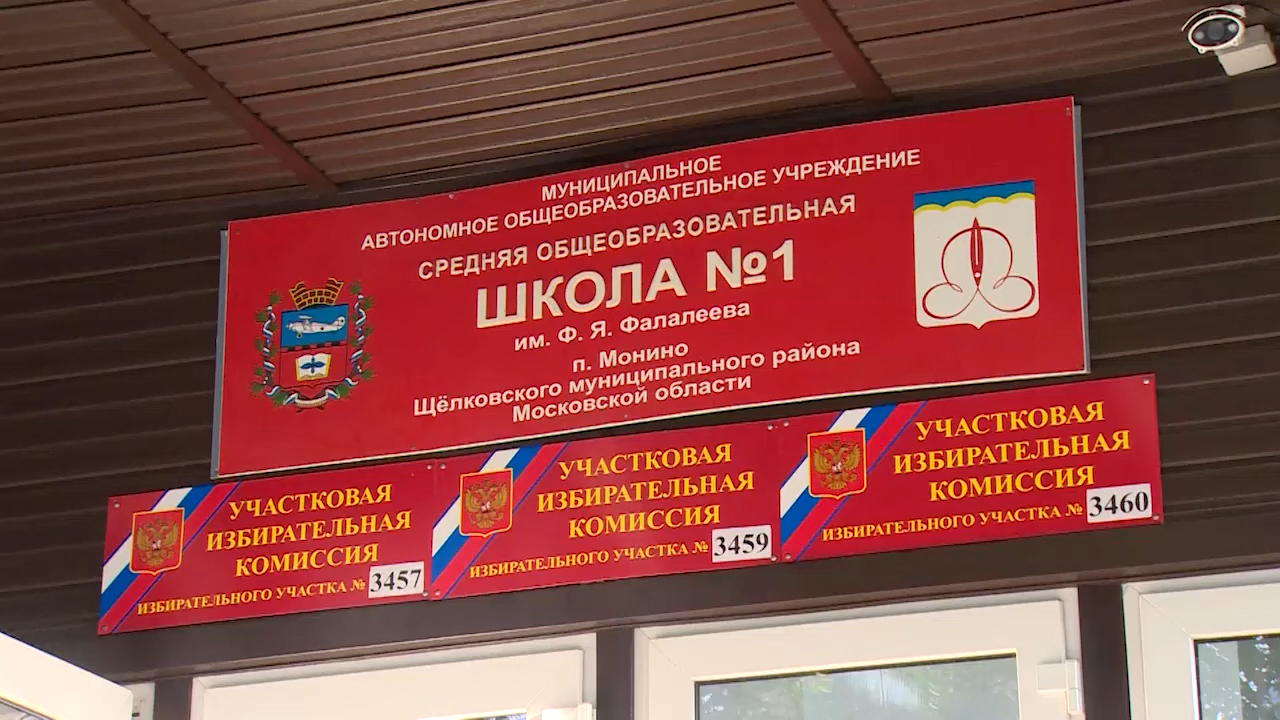 МУНИЦИПАЛЬНОЕ
АВТОНОМНОЕ ОБЩЕОБРАЗОВАТЕЛЬНОЕ УЧРЕЖДЕНИЕ
СРЕДНЯЯ ОБЩЕОБРАЗОВАТЕЛЬНАЯ
ШКОЛА №1
им. Ф. Я. Фалалеева
п. Монино
Щёлковского муниципального района
Московской области
УЧАСТКОВАЯ
ИЗБИРАТЕЛЬНАЯ
КОМИССИЯ
ИЗБИРАТЕЛЬНОГО УЧАСТКА № 3457
УЧАСТКОВАЯ
ИЗБИРАТЕЛЬНАЯ
КОМИССИЯ
ИЗБИРАТЕЛЬНОГО УЧАСТКА № 3459
УЧАСТКОВАЯ
ИЗБИРАТЕЛЬНАЯ
КОМИССИЯ
ИЗБИРАТЕЛЬНОГО УЧАСТКА № 3460